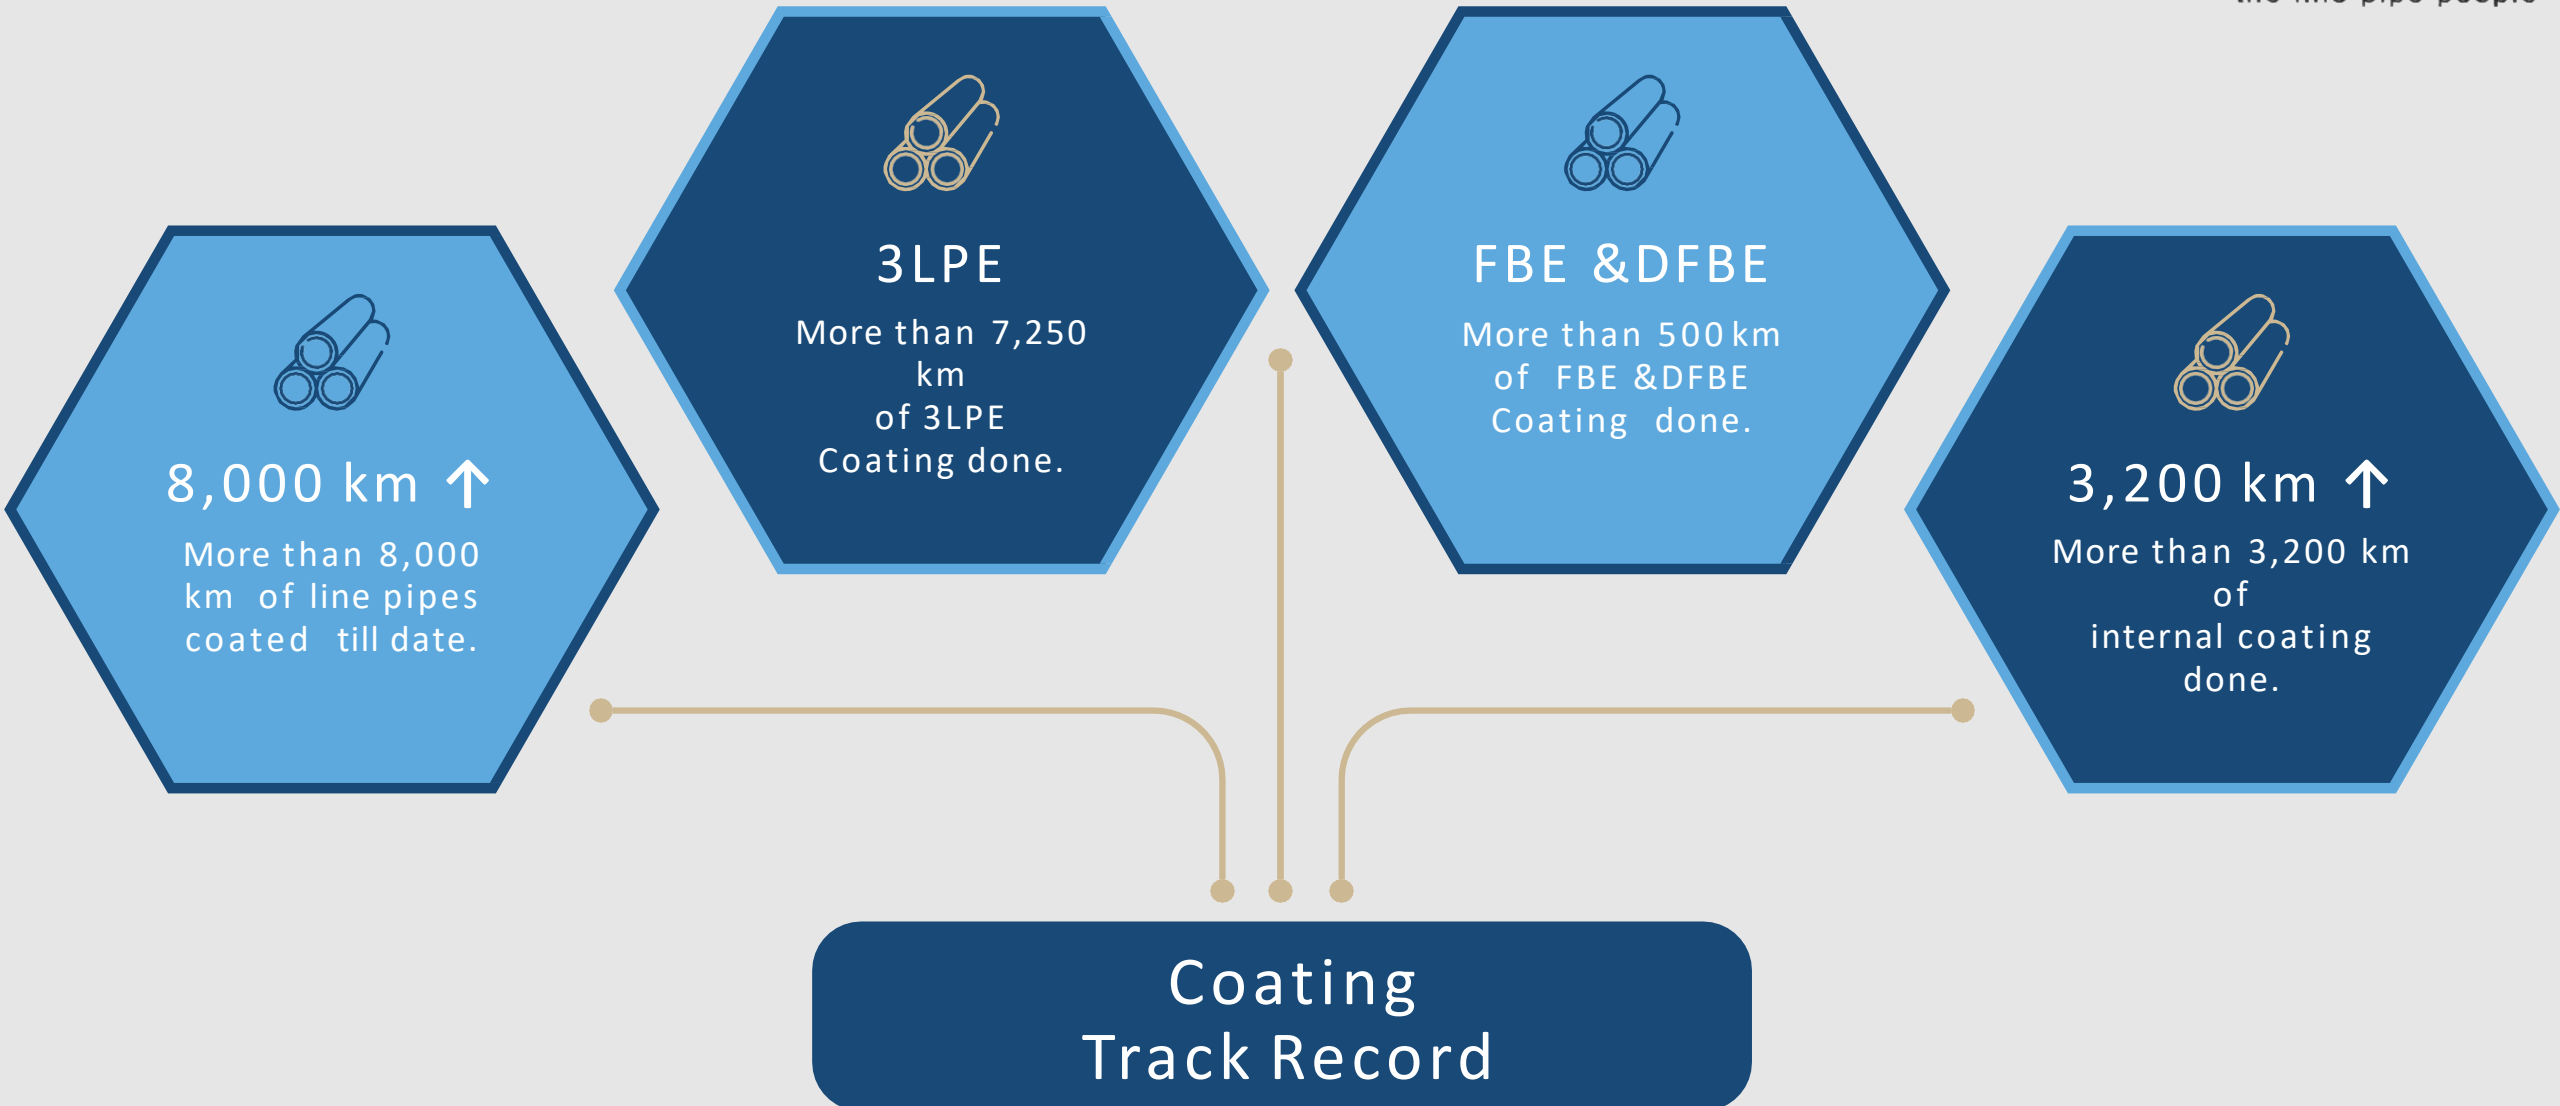 3LPE
More than 7,250
km
of 3LPE
Coating done.
FBE &DFBE
More than 500 km
of FBE &DFBE
Coating done.
8,000 km ↑
More than 8,000
km of line pipes
coated till date.
3,200 km ↑
More than 3,200 km
of
internal coating
done.
Coating
Track Record